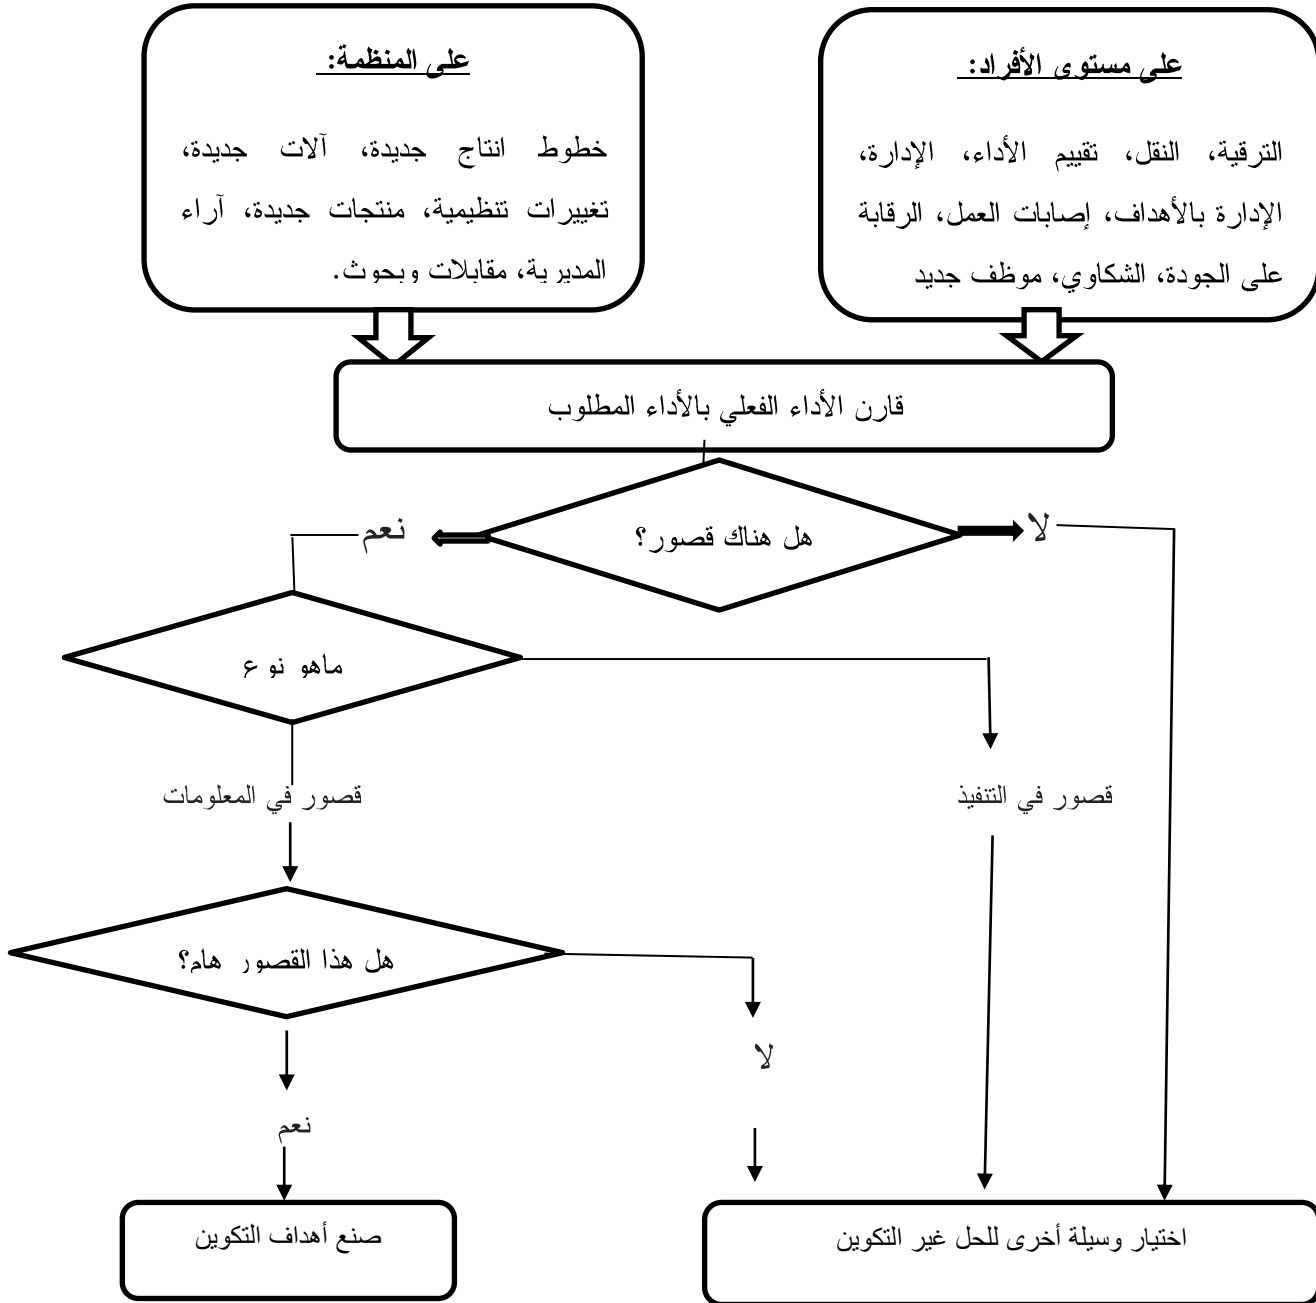 على مستوى الأفراد:
الترقية، النقل، تقييم الأداء، الإدارة،
الإدارة بالأهداف، إصابات العمل، الرقابة
على الجودة، الشكاوي، موظف جديد
على المنظمة:
خطوط انتاج جديدة، آلات جديدة،
تغييرات تنظيمية، منتجات جديدة، آراء
المديرية، مقابلات وبحوث.
قارن الأداء الفعلي بالأداء المطلوب
هل هناك قصور؟
لا
نعم
ماهو نوع
قصور في التنفيذ
قصور في المعلومات
هل هذا القصور هام؟
لا
نعم
اختيار وسيلة أخرى للحل غير التكوين
صنع أهداف التكوين